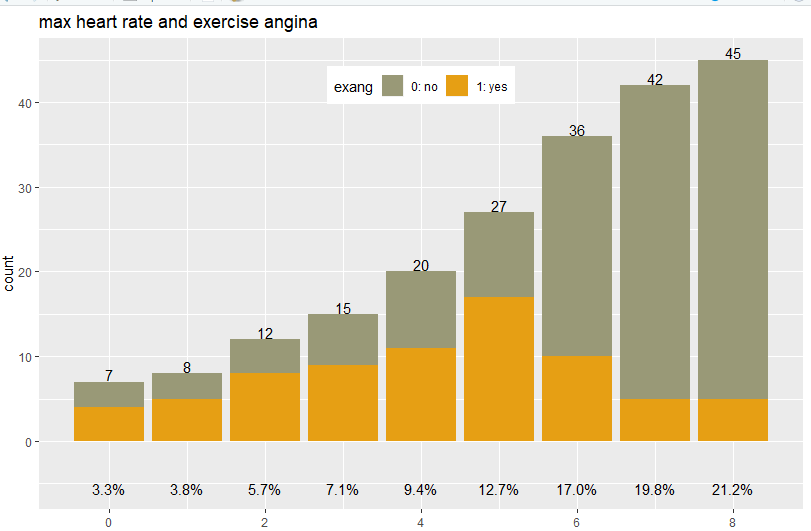 max heart rate and exercise angina
exang 0: no 1: yes
45
42
36
27
20
15
12
8
7
40
30
20
10
0
count
3.3% 3.8% 5.7% 7.1% 9.4% 12.7% 17.0% 19.8% 21.2%
0 2 4 6 8